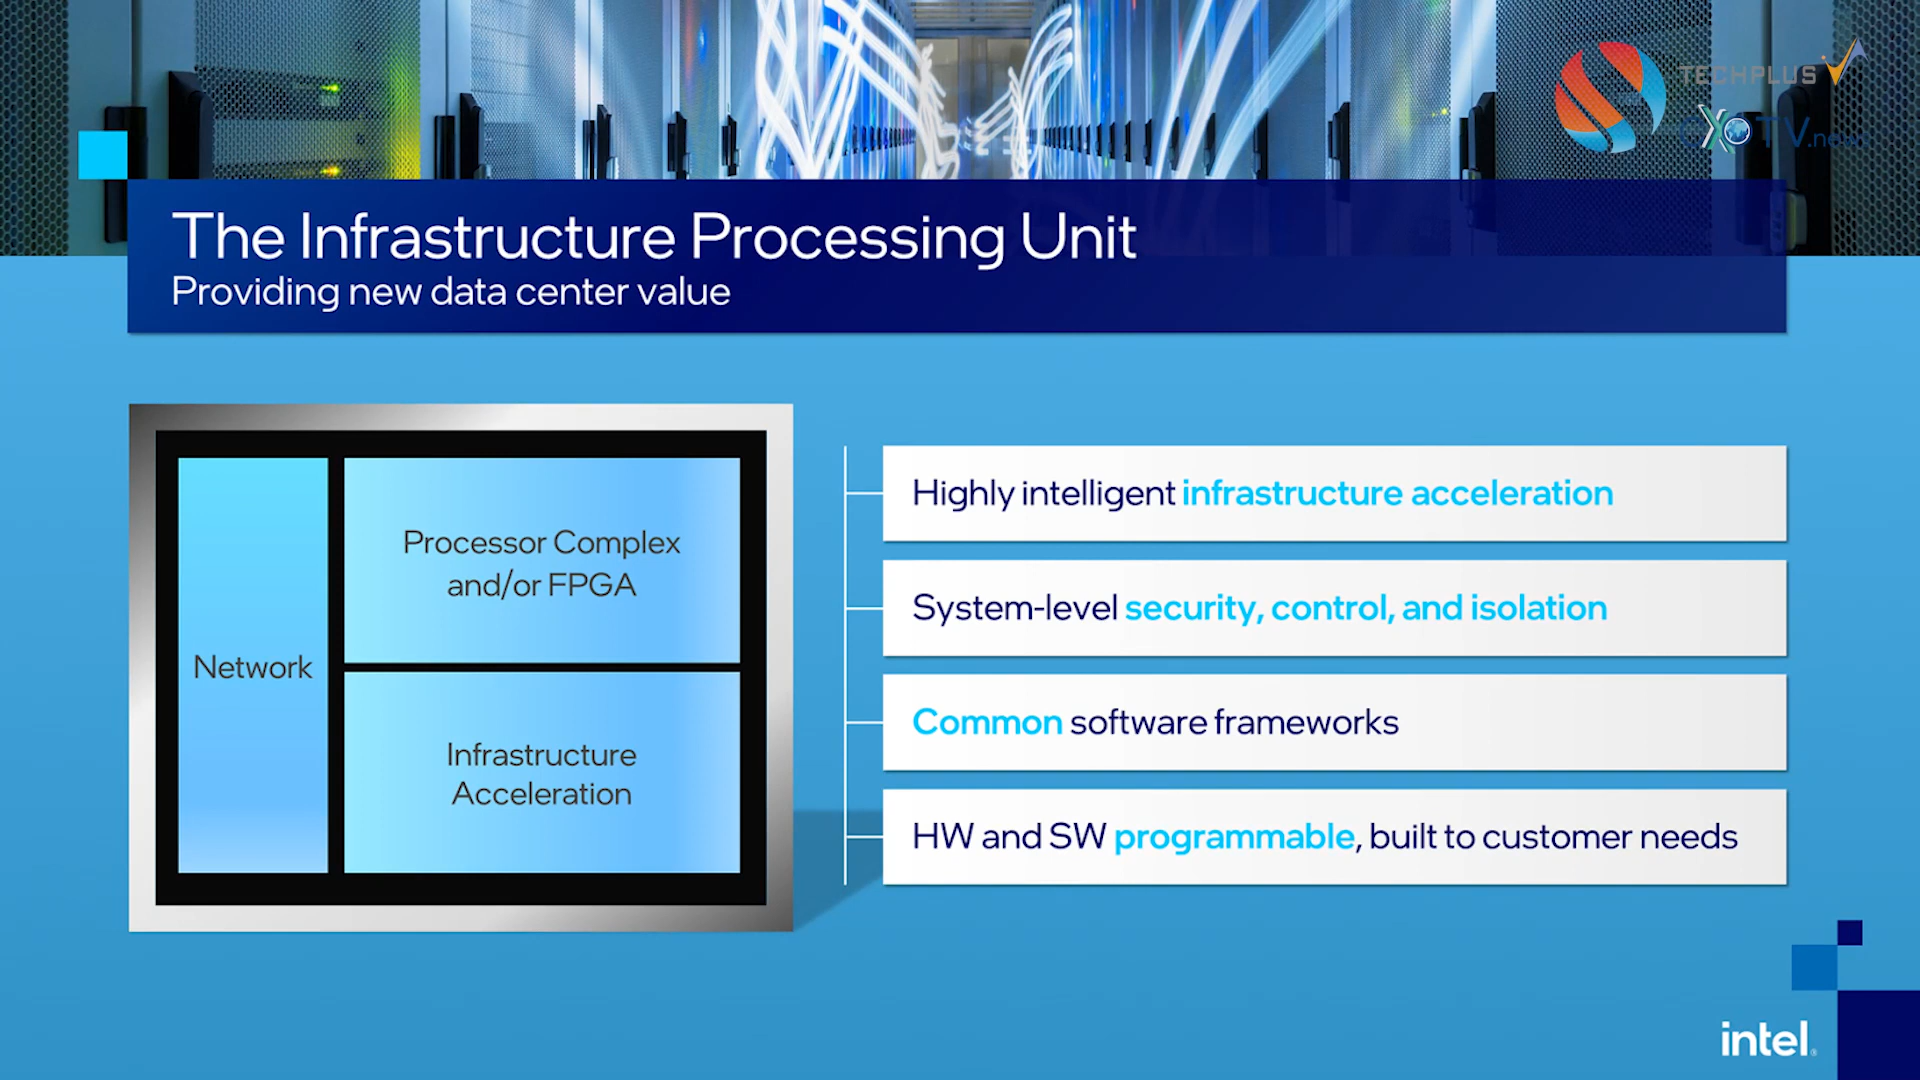 TECHPLUS
The Infrastructure Processing Unit
Providing new data center value
Network
Processor Complex
and/or FPGA
Infrastructure
Acceleration
Highly intelligent infrastructure acceleration
System-level security, control, and isolation
Common software frameworks
HW and SW programmable, built to customer needs
intel.